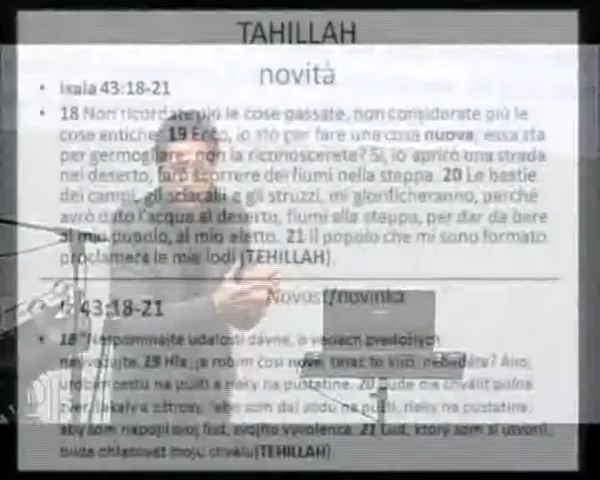 TAHILLAH
novità
• Isaia 43:18-21
• 18 Non ricordate più le cose passate, non considerate più le
cose antiche: 19 Ecco, io sto per fare una cosa nuova; essa sta
per germogliare; non la riconoscerete? Sì, io aprirò una strada
nel deserto, farò scorrere dei fiumi nella steppa. 20 Le bestie
dei campi, gli sciacalli e gli struzzi, mi glorificheranno, perché
avrò dato l'acqua al deserto, fiumi alla steppa, per dar da bere
al mio popolo, al mio eletto. 21 il popolo che mi sono formato
proclamerà le mie lodi (TEHILLAH).
Novusť/novinka
• 43:18-21
• 18 "Nespomínajte udalosti dávne, o veciach predošlých
19 Hľa, ja robím čosi nové, teraz to klíči, nebadáte? Áno,
urobím cestu na púšti a rieky na pustatine. 20 Bude ma chváliť poľná
zver, šakaly a pštrosy, že som dal vodu na púšti, rieky na pustatine,
aby som napojil svoj ľud, svojho vyvolenca. 21 Ľud, ktorý som si utvoril,
bude ohlasovať moju chválu(TEHILLAH)